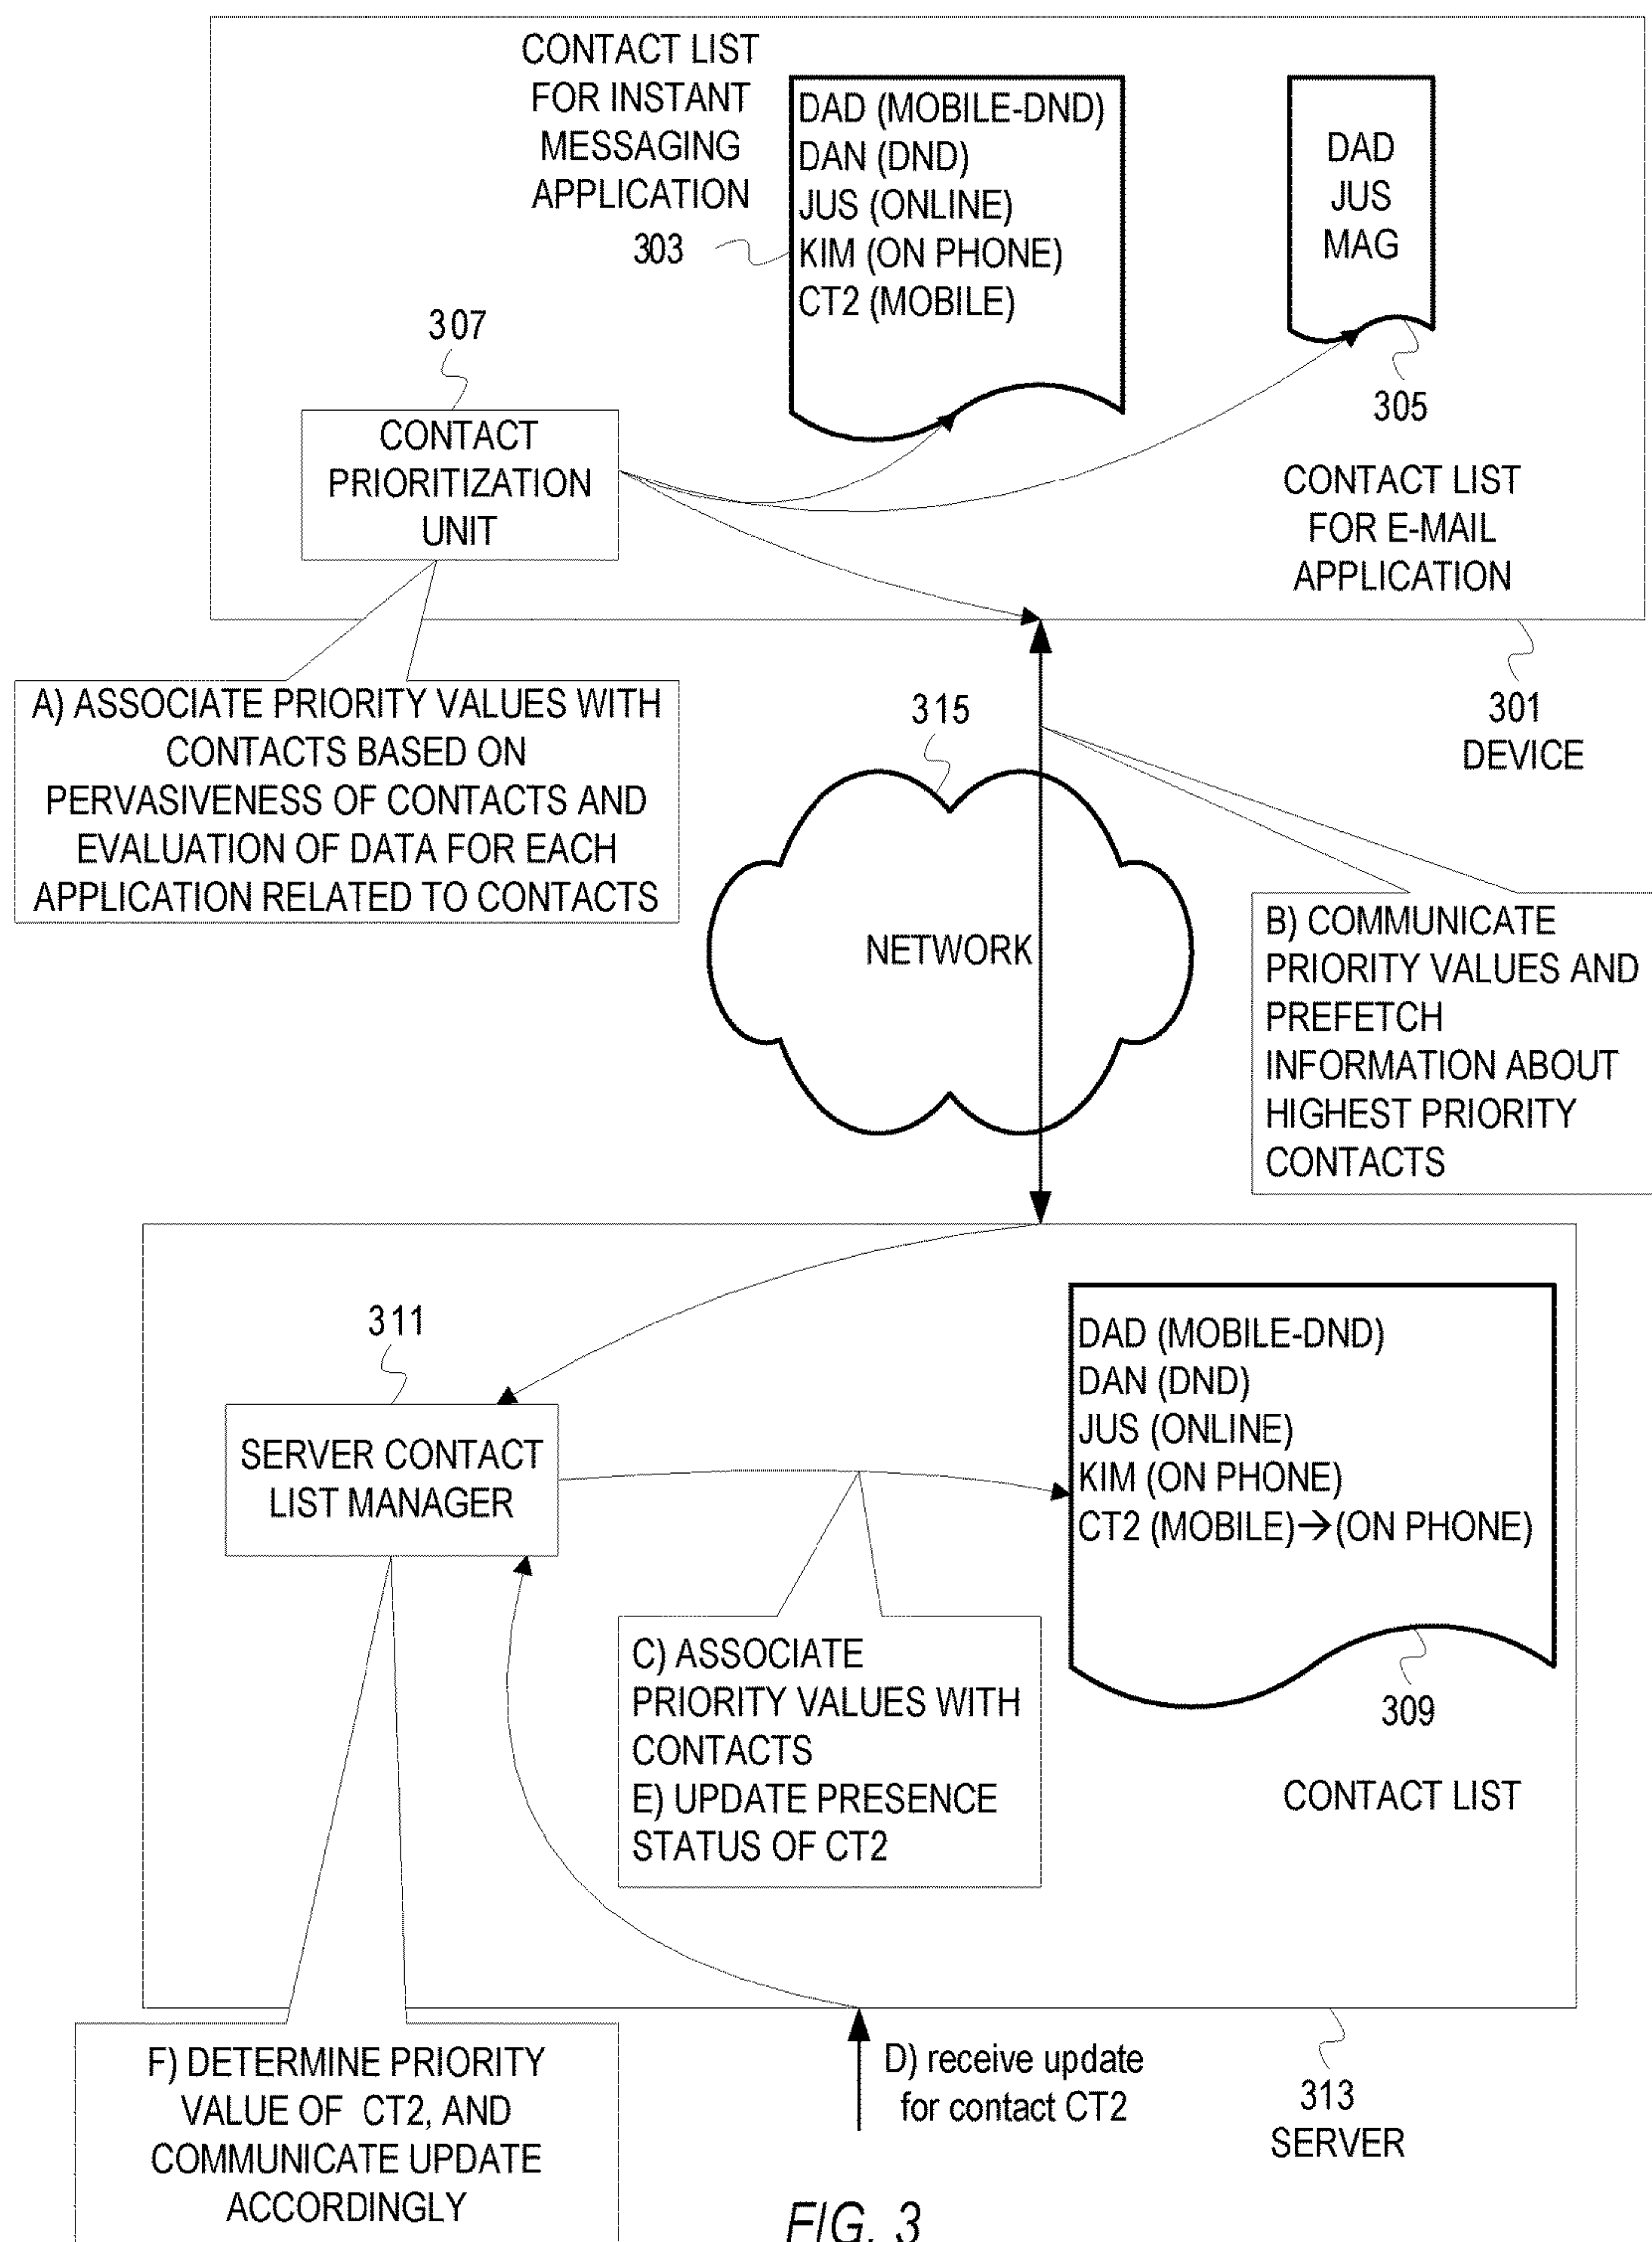 CONTACT LIST
FOR INSTANT
MESSAGING
APPLICATION
303
DAD (MOBILE-DND)
DAN (DND)
JUS (ONLINE)
KIM (ON PHONE)
CT2 (MOBILE)
DAD
JUS
MAG
305
CONTACT LIST
FOR E-MAIL
APPLICATION
307
CONTACT
PRIORITIZATION
UNIT
301
DEVICE
A) ASSOCIATE PRIORITY VALUES WITH
CONTACTS BASED ON
PERVASIVENESS OF CONTACTS AND
EVALUATION OF DATA FOR EACH
APPLICATION RELATED TO CONTACTS
315
NETWORK
B) COMMUNICATE
PRIORITY VALUES AND
PREFETCH
INFORMATION ABOUT
HIGHEST PRIORITY
CONTACTS
311
SERVER CONTACT
LIST MANAGER
DAD (MOBILE-DND)
DAN (DND)
JUS (ONLINE)
KIM (ON PHONE)
CT2 (MOBILE)→(ON PHONE)
309
CONTACT LIST
C) ASSOCIATE
PRIORITY VALUES WITH
CONTACTS
E) UPDATE PRESENCE
STATUS OF CT2
F) DETERMINE PRIORITY
VALUE OF CT2, AND
COMMUNICATE UPDATE
ACCORDINGLY
D) receive update
for contact CT2
313
SERVER
FIG. 3